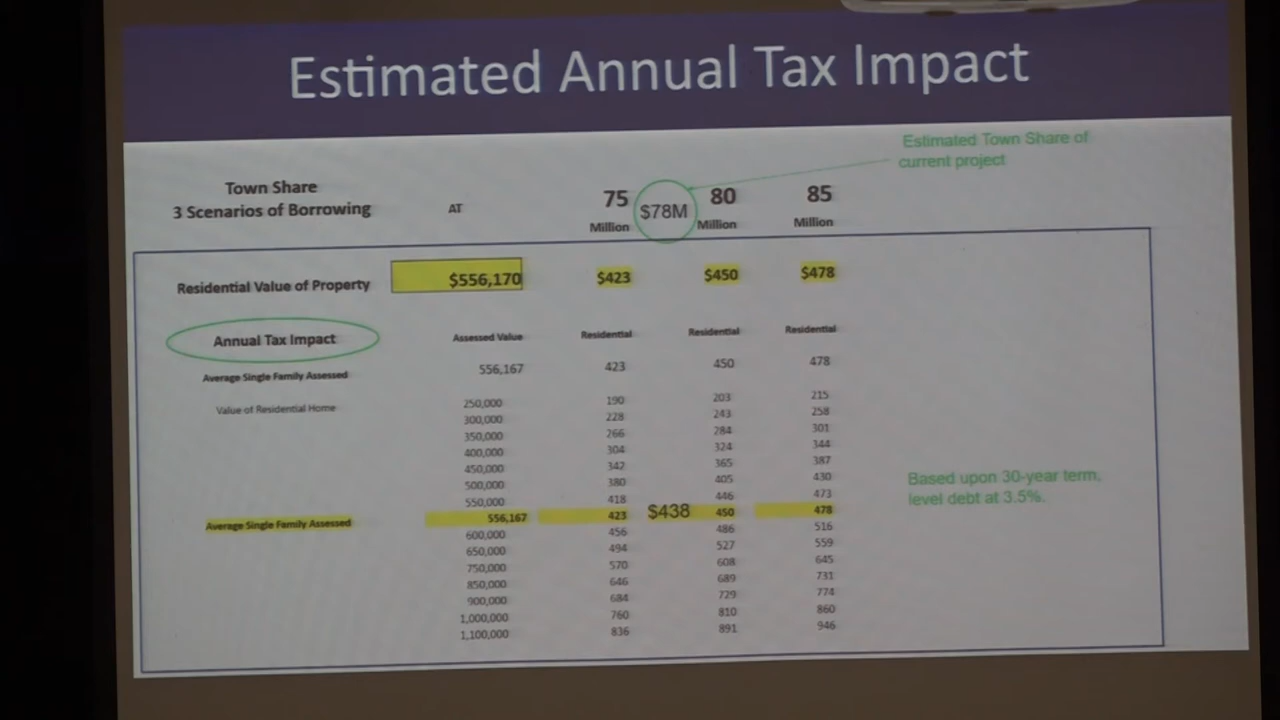 Estimated Annual Tax Impact
Estimated Town Share of
current project
Town Share
3 Scenarios of Borrowing
AT
75
Million
$78M
80
Million
85
Million
Residential Value of Property $556,170 $423 $450 $478
Annual Tax Impact Assessed Value Residential Residential Residential
Average Single Family Assessed 556,167 423 450 478
Value of Residential Home 250,000 190 203 215
300,000 228 243 258
350,000 266 284 301
400,000 304 324 344
450,000 342 365 387
500,000 380 405 430
550,000 418 446 473
Average Single Family Assessed 556,167 423 $438 450 478
600,000 456 486 516
650,000 494 527 559
750,000 570 608 645
850,000 646 689 731
900,000 684 729 774
1,000,000 760 810 860
1,100,000 836 891 946
Based upon 30-year term,
level debt at 3.5%.